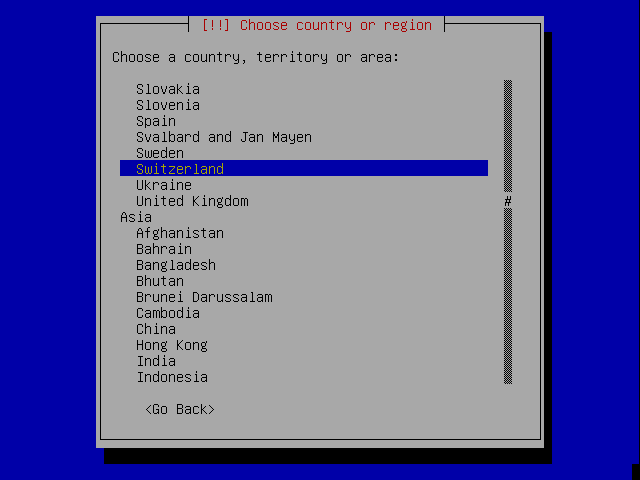 [!!] Choose country or region
Choose a country, territory or area:
Slovakia
Slovenia
Spain
Svalbard and Jan Mayen
Sweden
Switzerland
Ukraine
United Kingdom #
Asia
Afghanistan
Bahrain
Bangladesh
Bhutan
Brunei Darussalam
Cambodia
China
Hong Kong
India
Indonesia
<Go Back>